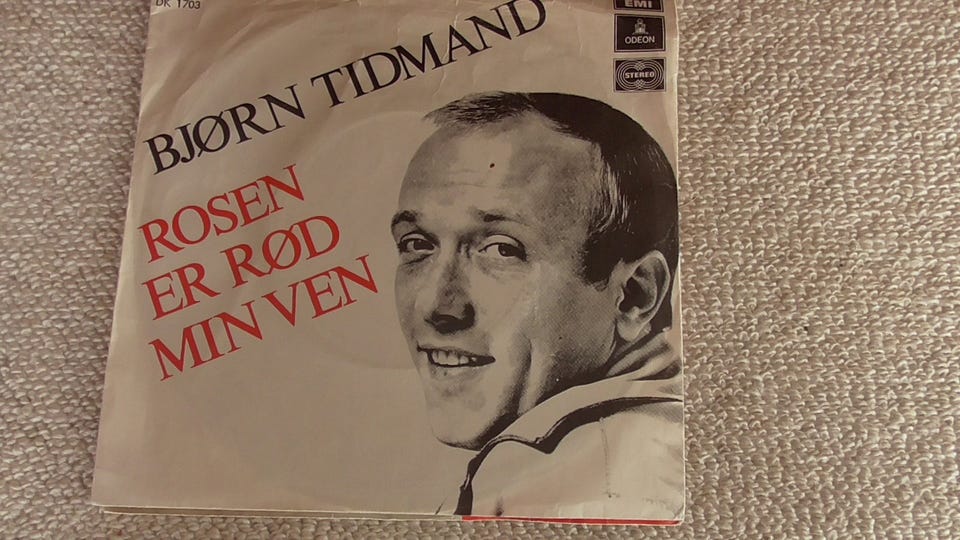 DK 1703
BJØRN TIDMAND
ROSEN
ER RØD
MIN VEN
EMI
ODEON
STEREO